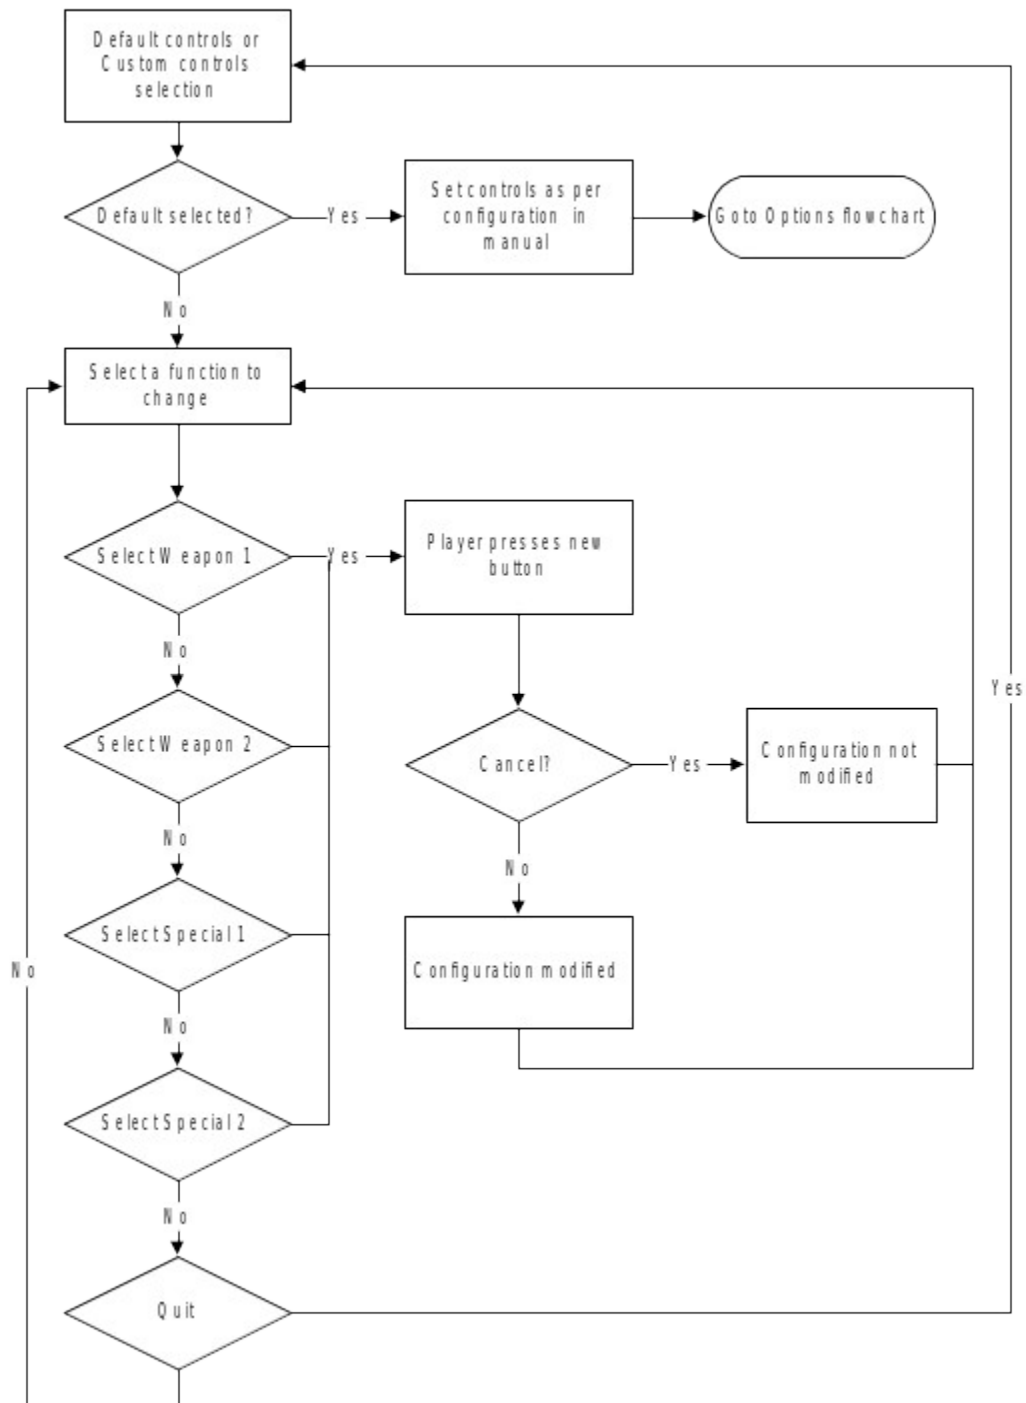 Default controls or
Custom controls
selection
Default selected?
Yes
Set controls as per
configuration in
manual
Goto Options flowchart
No
Select a function to
change
Select Weapon 1
Yes
Player presses new
button
No
Select Weapon 2
Yes
Cancel?
Yes
Configuration not
modified
No
No
Select Special 1
No
Configuration modified
No
Select Special 2
No
Quit